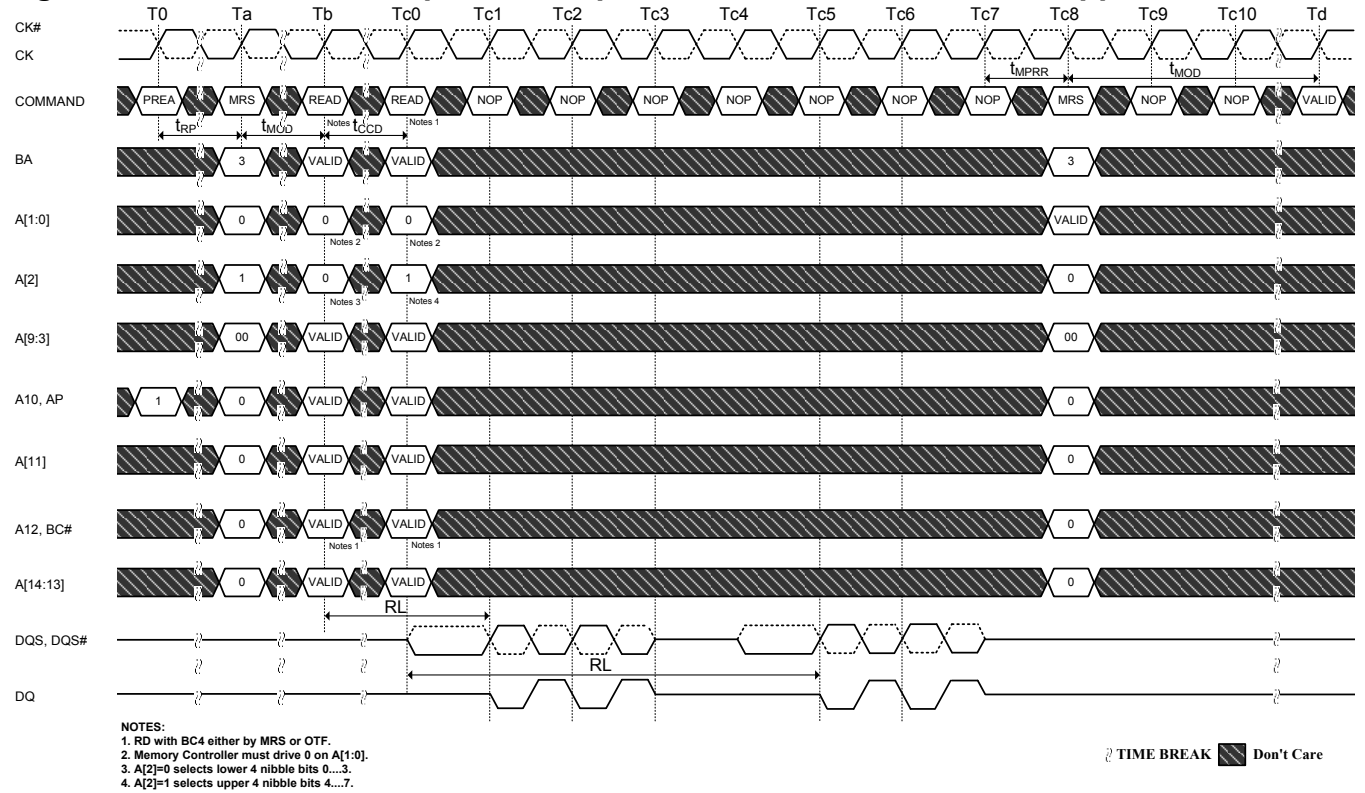 T0 Ta Tb Tc0 Tc1 Tc2 Tc3 Tc4 Tc5 Tc6 Tc7 Tc8 Tc9 Tc10 Td
CK#
CK
tMPRR tMOD
COMMAND PREA MRS READ READ NOP NOP NOP NOP NOP NOP NOP MRS NOP NOP VALID
Notes 1 Notes 1
tRP tMOD tCCD
BA 3 VALID VALID 3
A[1:0] 0 0 0 VALID
Notes 2 Notes 2
A[2] 1 0 1 0
Notes 3 Notes 4
A[9:3] 00 VALID VALID 00
A10, AP 1 0 VALID VALID 0
A[11] 0 VALID VALID 0
A12, BC# 0 VALID VALID 0
Notes 1 Notes 1
A[14:13] 0 VALID VALID 0
RL
DQS, DQS#
RL
DQ
NOTES:
1. RD with BC4 either by MRS or OTF.
2. Memory Controller must drive 0 on A[1:0].
3. A[2]=0 selects lower 4 nibble bits 0....3.
4. A[2]=1 selects upper 4 nibble bits 4....7.
TIME BREAK Don't Care